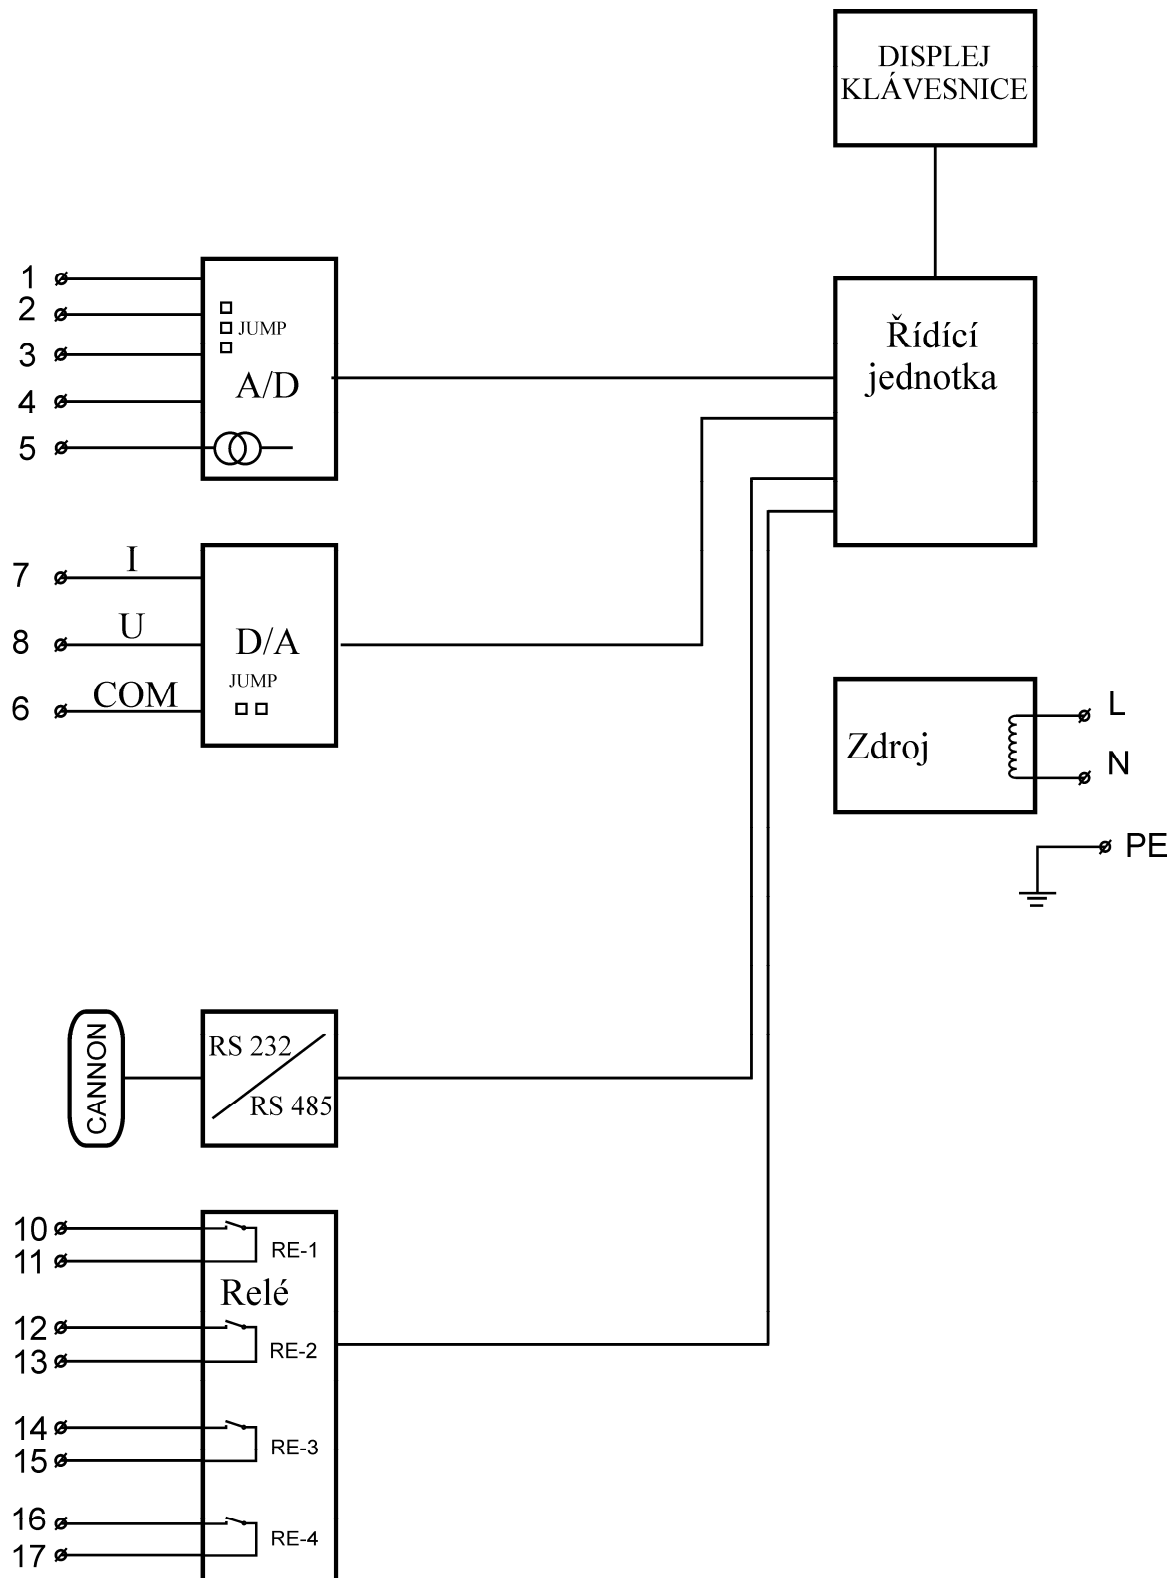 DISPLEJ
KLÁVESNICE
1
2
3
4
5
JUMP
A/D
Řídící
jednotka
7
I
8
U
6
COM
D/A
JUMP
Zdroj
L
N
PE
CANNON
RS 232
RS 485
10
11
RE-1
Relé
12
13
RE-2
14
15
RE-3
16
17
RE-4